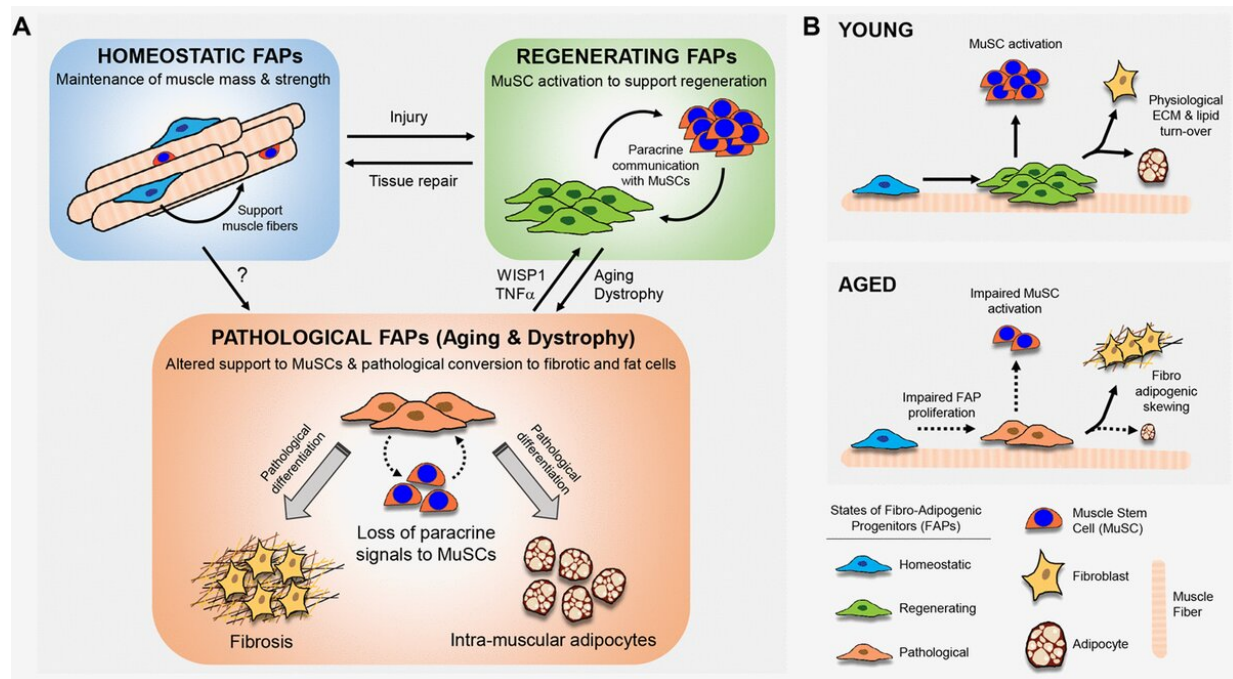 A
HOMEOSTATIC FAPs
Maintenance of muscle mass & strength
Support
muscle fibers
Injury
Tissue repair
REGENERATING FAPs
MuSC activation to support regeneration
Paracrine
communication
with MuSCs
?
WISP1
TNFα
Aging
Dystrophy
PATHOLOGICAL FAPs (Aging & Dystrophy)
Altered support to MuSCs & pathological conversion to fibrotic and fat cells
Pathological
differentiation
Pathological
differentiation
Loss of paracrine
signals to MuSCs
Fibrosis
Intra-muscular adipocytes
B
YOUNG
MuSC activation
Physiological
ECM & lipid
turn-over
AGED
Impaired MuSC
activation
Impaired FAP
proliferation
Fibro
adipogenic
skewing
States of Fibro-Adipogenic
Progenitors (FAPs)
Homeostatic
Regenerating
Pathological
Muscle Stem
Cell (MuSC)
Fibroblast
Adipocyte
Muscle
Fiber